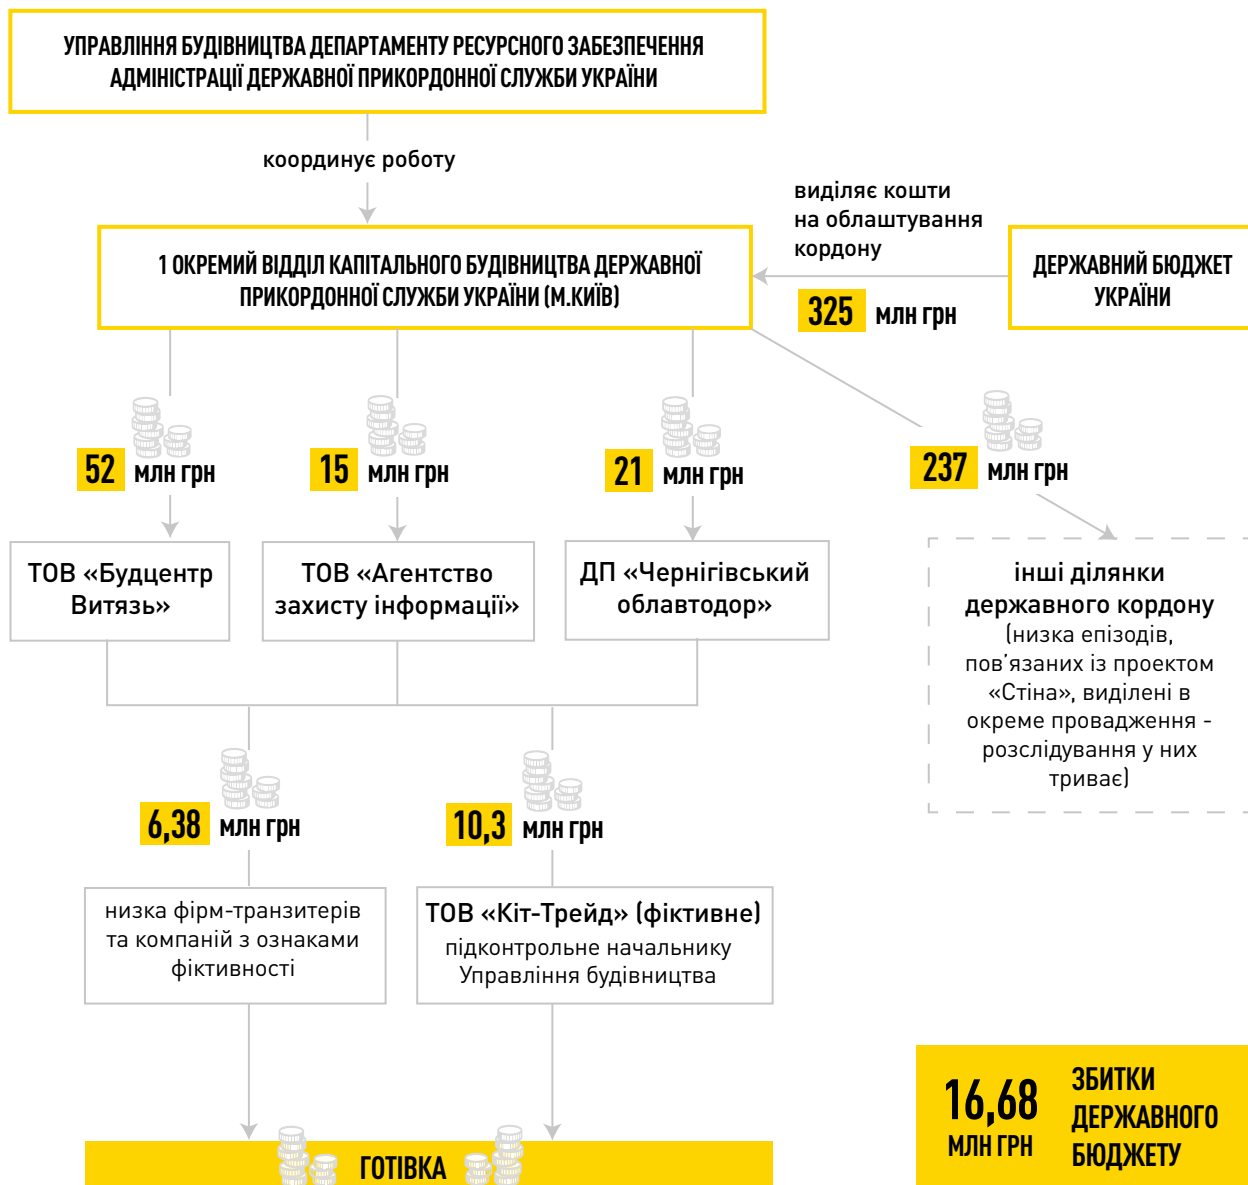 УПРАВЛІННЯ БУДІВНИЦТВА ДЕПАРТАМЕНТУ РЕСУРСНОГО ЗАБЕЗПЕЧЕННЯ
АДМІНІСТРАЦІЇ ДЕРЖАВНОЇ ПРИКОРДОННОЇ СЛУЖБИ УКРАЇНИ
координує роботу
виділяє кошти
на облаштування
кордону
1 ОКРЕМИЙ ВІДДІЛ КАПІТАЛЬНОГО БУДІВНИЦТВА ДЕРЖАВНОЇ
ПРИКОРДОННОЇ СЛУЖБИ УКРАЇНИ (М.КИЇВ)
ДЕРЖАВНИЙ БЮДЖЕТ
УКРАЇНИ
325 млн грн
52 млн грн
15 млн грн
21 млн грн
237 млн грн
ТОВ «Будцентр
Витязь»
ТОВ «Агентство
захисту інформації»
ДП «Чернігівський
облавтодор»
інші ділянки
державного кордону
(низка епізодів,
пов’язаних із проектом
«Стіна», виділені в
окреме провадження -
розслідування у них
триває)
6,38 млн грн
10,3 млн грн
низка фірм-транзитерів
та компаній з ознаками
фіктивності
ТОВ «Кіт-Трейд» (фіктивне)
підконтрольне начальнику
Управління будівництва
ГОТІВКА
16,68
МЛН ГРН
ЗБИТКИ
ДЕРЖАВНОГО
БЮДЖЕТУ